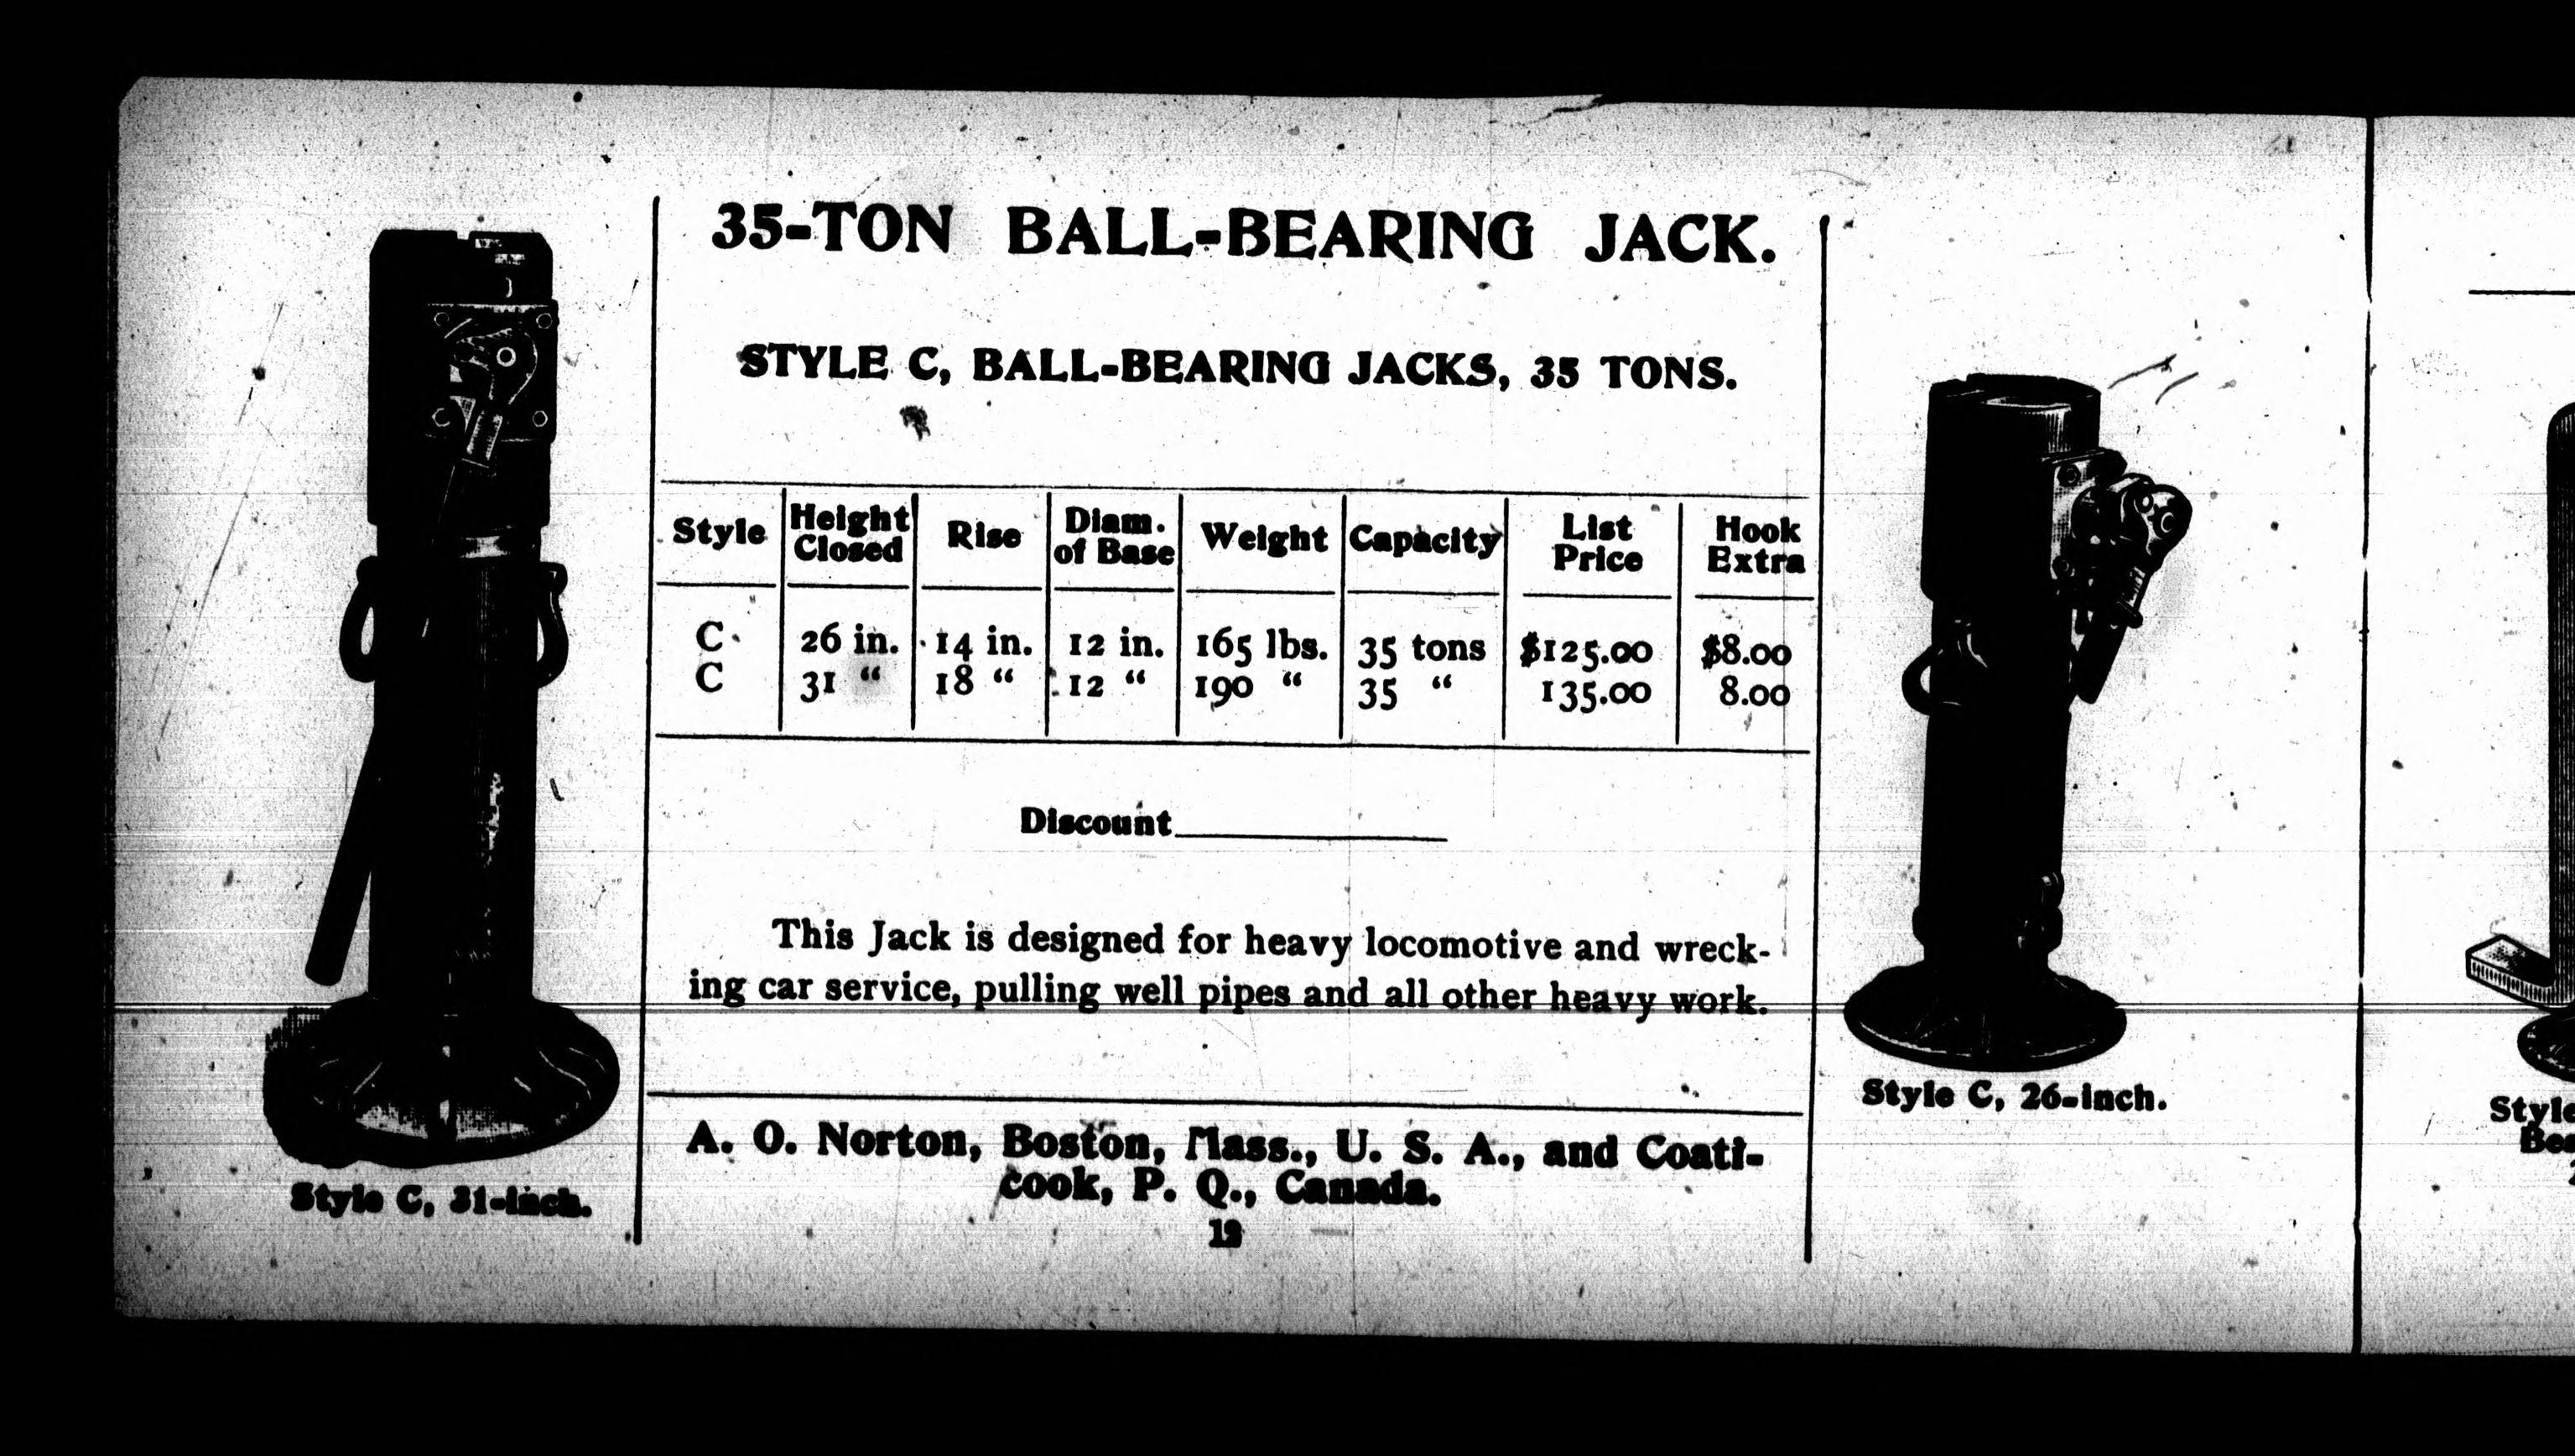 35-TON BALL-BEARING JACK.
STYLE C, BALL-BEARING JACKS, 35 TONS.
Style Height Closed Rise Diam. of Base Weight Capacity List Price Hook Extra
C 26 in. 14 in. 12 in. 165 lbs. 35 tons $125.00 $8.00
C 31 “ 18 “ 12 “ 190 “ 35 “ 135.00 8.00
Discount
This Jack is designed for heavy locomotive and wreck-
ing car service, pulling well pipes and all other heavy work.
A. O. Norton, Boston, Mass., U. S. A., and Coati-
cook, P. Q., Canada.
Style C, 31-inch.
Style C, 26-inch.
Style